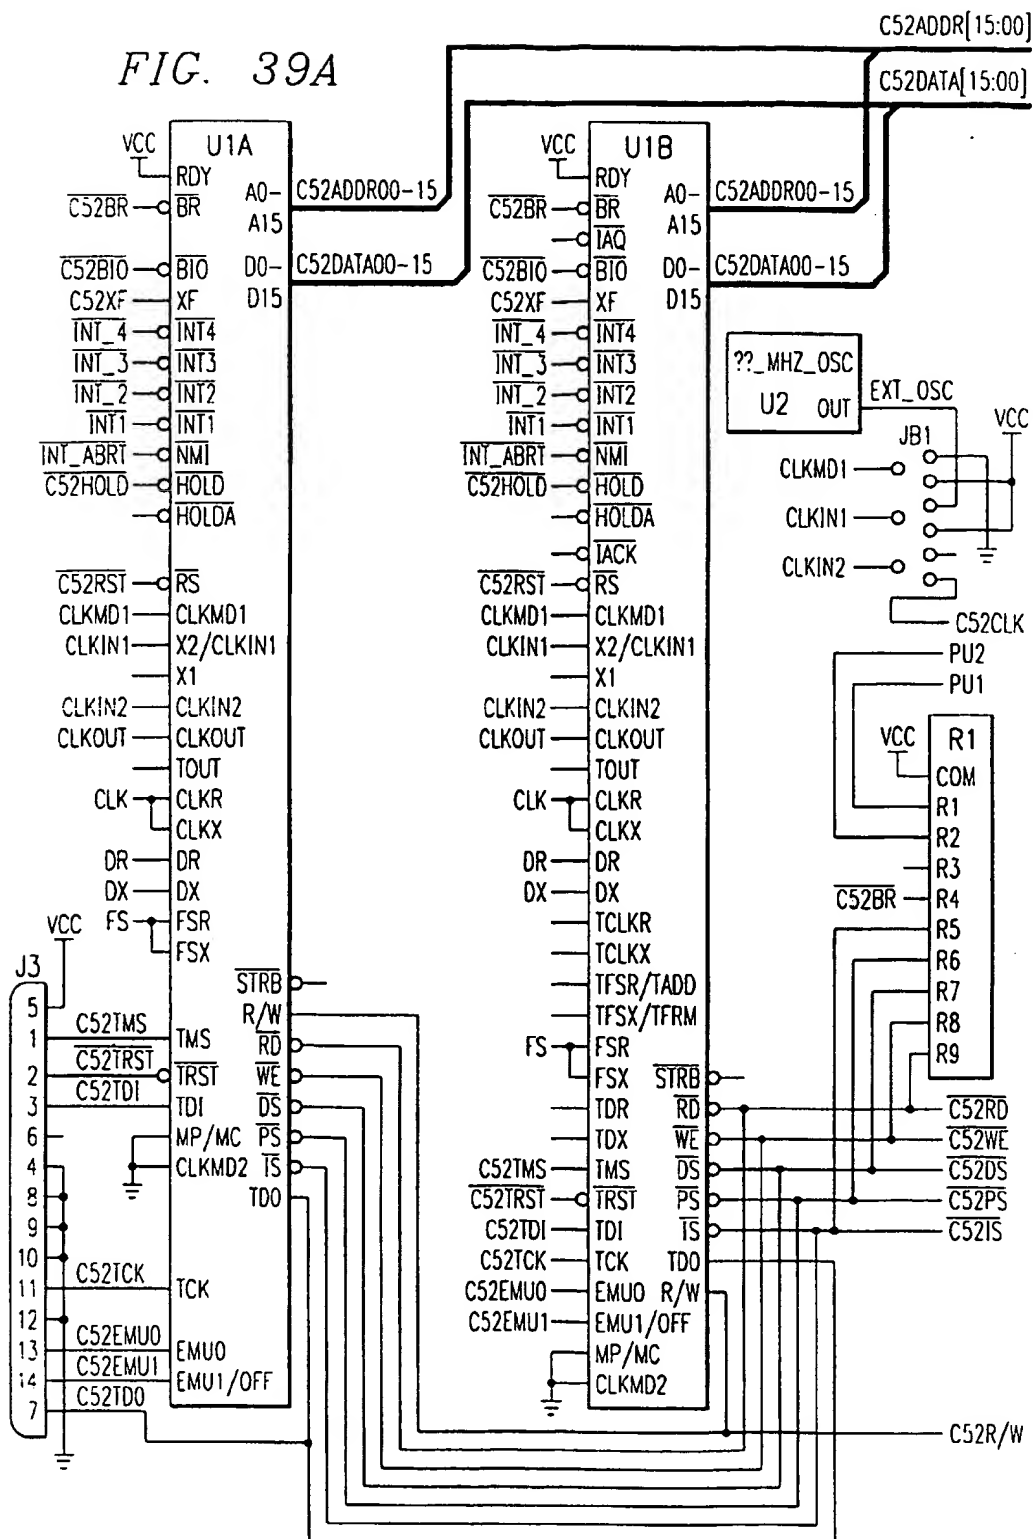 FIG. 39A
C52ADDR[15:00]
C52DATA[15:00]
U1A
VCC
RDY
C52BR
BR
A0-
A15
C52ADDR00-15
C52BIO
BIO
D0-
D15
C52DATA00-15
C52XF
XF
INT_4
INT4
INT_3
INT3
INT_2
INT2
INT1
INT1
INT_ABRT
NMI
C52HOLD
HOLD
HOLDA
C52RST
RS
CLKMD1
CLKMD1
CLKIN1
X2/CLKIN1
X1
CLKIN2
CLKIN2
CLKOUT
CLKOUT
TOUT
CLK
CLKR
CLKX
DR
DR
DX
DX
FS
FSR
FSX
STRB
R/W
RD
WE
DS
PS
IS
TDO
TMS
TRST
TDI
MP/MC
CLKMD2
TCK
EMU0
EMU1/OFF
J3
VCC
5
1
C52TMS
2
C52TRST
3
C52TDI
6
4
8
9
10
11
C52TCK
12
13
C52EMU0
14
C52EMU1
7
C52TDO
U1B
VCC
RDY
C52BR
BR
A0-
A15
C52ADDR00-15
IAQ
C52BIO
BIO
D0-
D15
C52DATA00-15
C52XF
XF
INT_4
INT4
INT_3
INT3
INT_2
INT2
INT1
INT1
INT_ABRT
NMI
C52HOLD
HOLD
HOLDA
IACK
C52RST
RS
CLKMD1
CLKMD1
CLKIN1
X2/CLKIN1
X1
CLKIN2
CLKIN2
CLKOUT
CLKOUT
TOUT
CLK
CLKR
CLKX
DR
DR
DX
DX
TCLKR
TCLKX
TFSR/TADD
TFSX/TFRM
FS
FSR
FSX
STRB
TDR
RD
TDX
WE
C52TMS
TMS
DS
C52TRST
TRST
PS
C52TDI
TDI
IS
C52TCK
TCK
TDO
C52EMU0
EMU0
R/W
C52EMU1
EMU1/OFF
MP/MC
CLKMD2
??_MHZ_OSC
U2
OUT
EXT_OSC
JB1
VCC
CLKMD1
CLKIN1
CLKIN2
C52CLK
PU2
PU1
VCC
R1
COM
R1
R2
R3
C52BR
R4
R5
R6
R7
R8
R9
C52RD
C52WE
C52DS
C52PS
C52IS
C52R/W